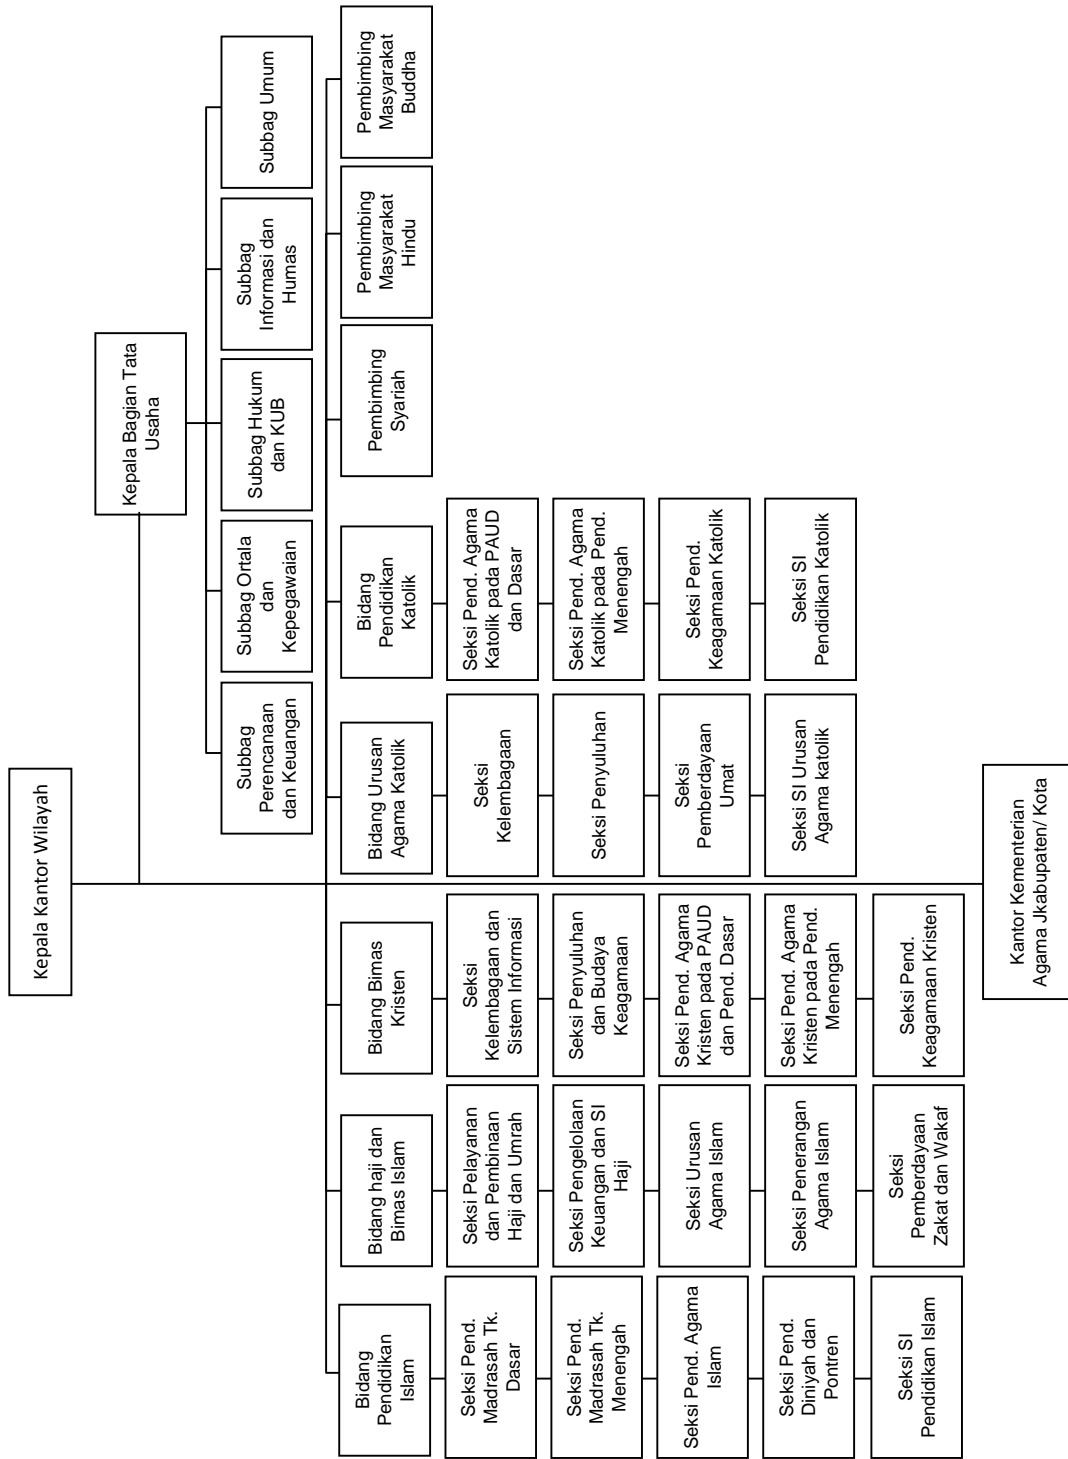 Kepala Kantor Wilayah
Kepala Bagian Tata
Usaha
Subbag
Perencanaan
dan Keuangan
Subbag Ortala
dan
Kepegawaian
Subbag Hukum
dan KUB
Subbag
Informasi dan
Humas
Subbag Umum
Bidang
Pendidikan
Islam
Bidang haji dan
Bimas Islam
Bidang Bimas
Kristen
Bidang Urusan
Agama Katolik
Bidang
Pendidikan
Katolik
Pembimbing
Syariah
Pembimbing
Masyarakat
Hindu
Pembimbing
Masyarakat
Buddha
Seksi Pend.
Madrasah Tk.
Dasar
Seksi Pelayanan
dan Pembinaan
Haji dan Umrah
Seksi
Kelembagaan dan
Sistem Informasi
Seksi
Kelembagaan
Seksi Pend. Agama
Katolik pada PAUD
dan Dasar
Seksi Pend.
Madrasah Tk.
Menengah
Seksi Pengelolaan
Keuangan dan SI
Haji
Seksi Penyuluhan
dan Budaya
Keagamaan
Seksi Penyuluhan
Seksi Pend. Agama
Katolik pada Pend.
Menengah
Seksi Pend. Agama
Islam
Seksi Urusan
Agama Islam
Seksi Pend. Agama
Kristen pada PAUD
dan Pend. Dasar
Seksi
Pemberdayaan
Umat
Seksi Pend.
Keagamaan Katolik
Seksi Pend.
Diniyah dan
Pontren
Seksi Penerangan
Agama Islam
Seksi Pend. Agama
Kristen pada Pend.
Menengah
Seksi SI Urusan
Agama katolik
Seksi SI
Pendidikan Katolik
Seksi SI
Pendidikan Islam
Seksi
Pemberdayaan
Zakat dan Wakaf
Seksi Pend.
Keagamaan Kristen
Kantor Kementerian
Agama Jkabupaten/ Kota